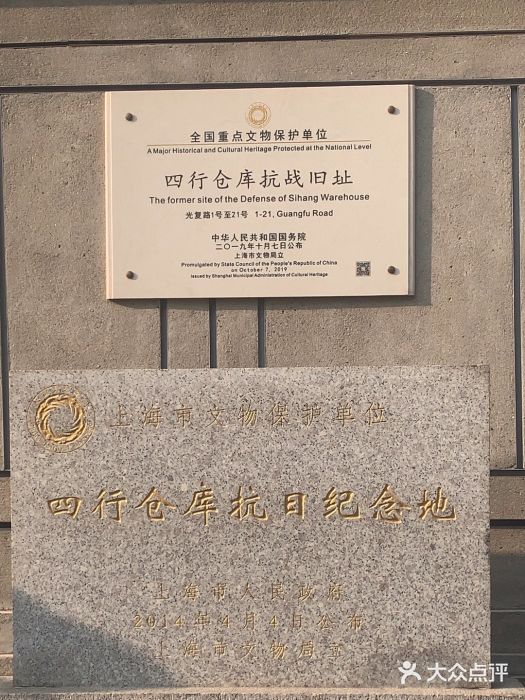 全国重点文物保护单位
A Major Historical and Cultural Heritage Protected at the National Level
四行仓库抗战旧址
The former site of the Defense of Sihang Warehouse
光复路1号至21号 1-21, Guangfu Road
中华人民共和国国务院
二〇一九年十月七日公布
上海市文物局立
Promulgated by State Council of the People's Republic of China
on October 7, 2019
Issued by Shanghai Municipal Administration of Cultural Heritage
上海市文物保护单位
四行仓库抗日纪念地
上海市人民政府
2014年4月4日公布
上海市文物局立
大众点评